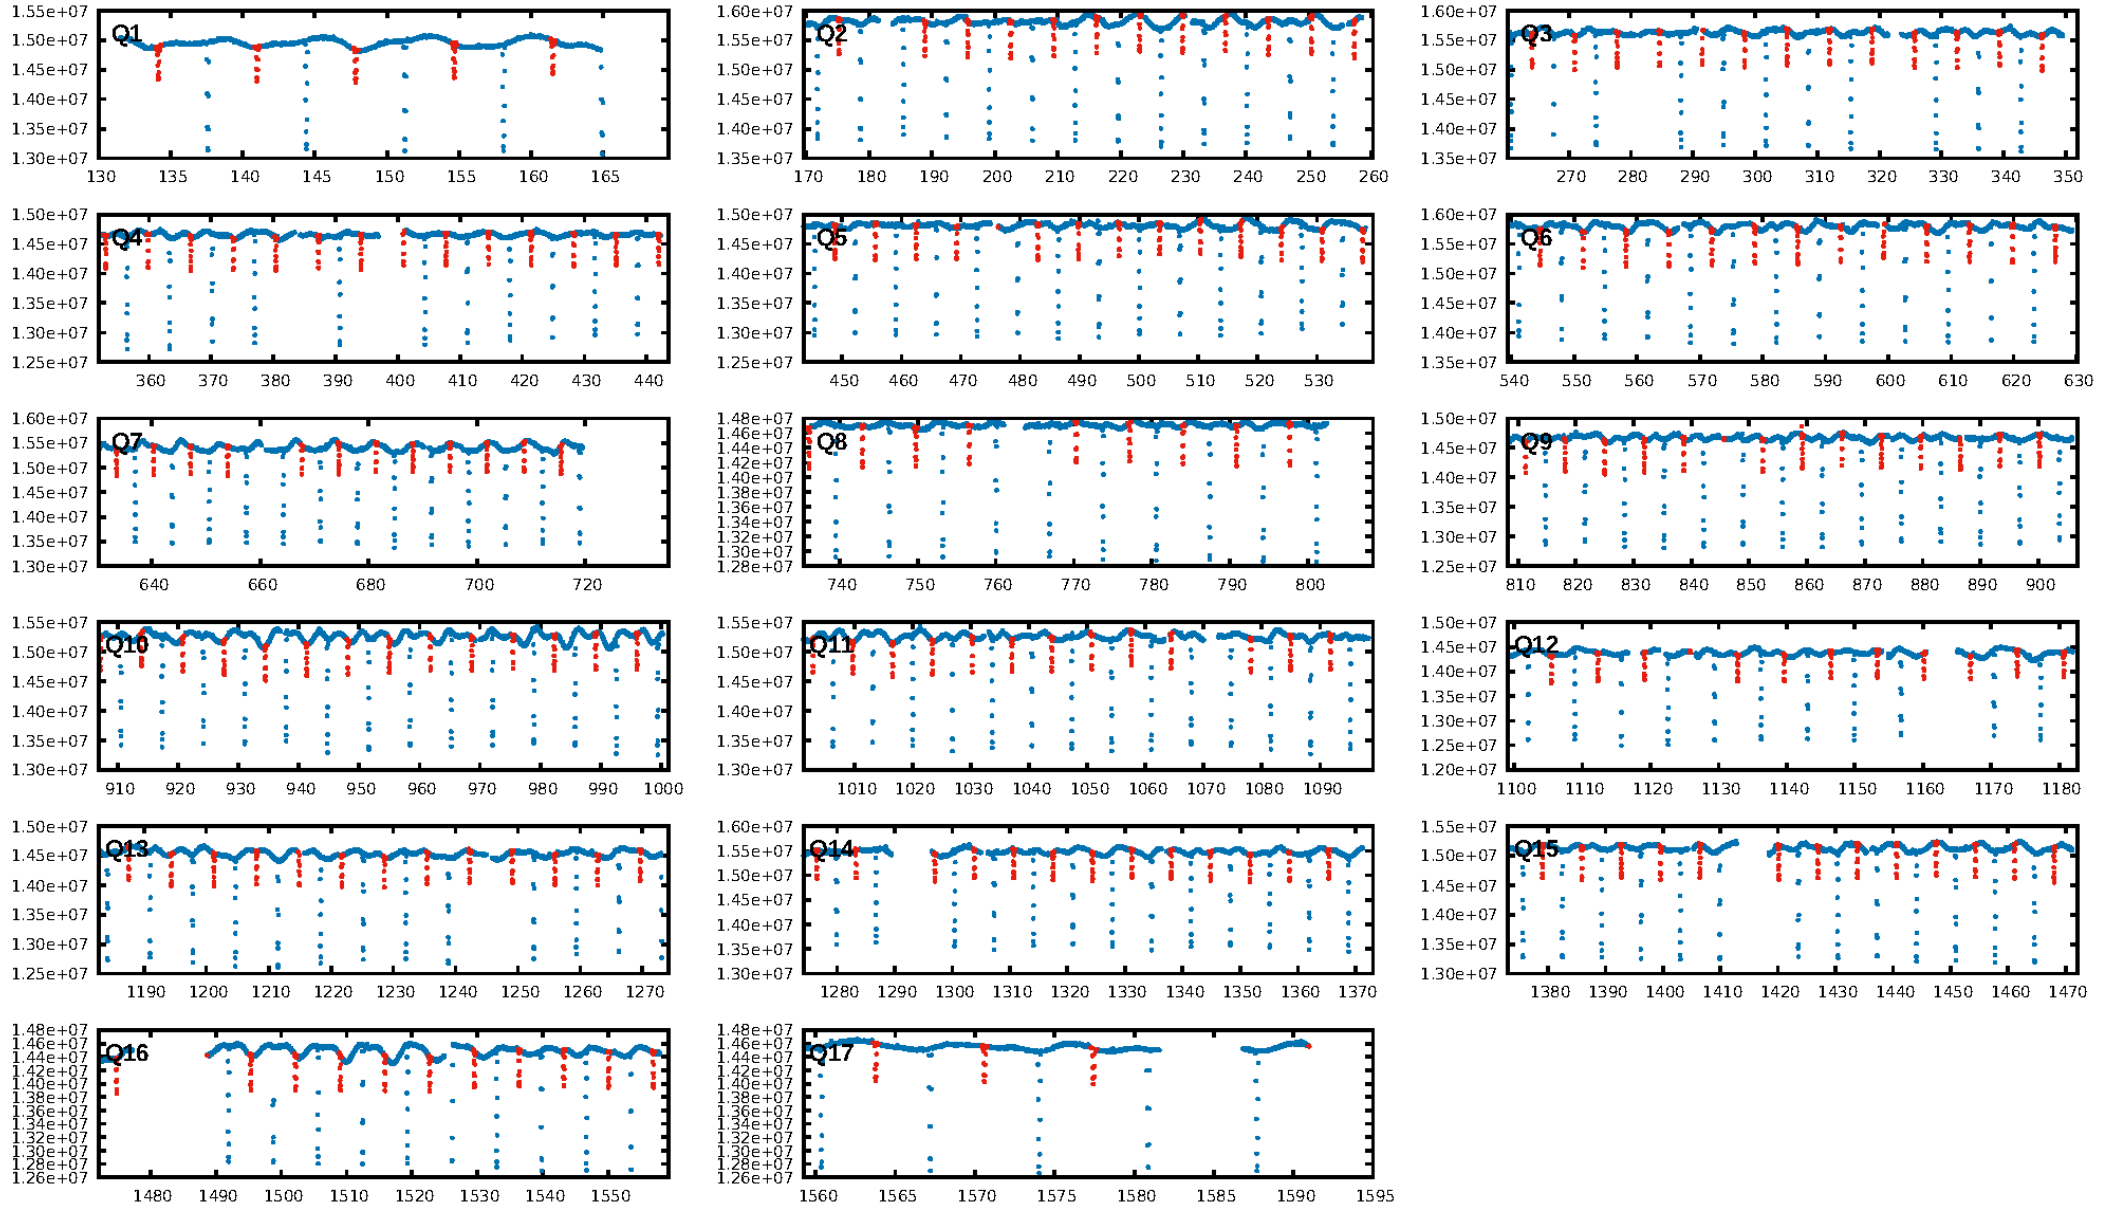 1.55e+07 1.50e+07 1.45e+07 1.40e+07 1.35e+07 1.30e+07
Q1
130 135 140 145 150 155 160 165
1.60e+07 1.55e+07 1.50e+07 1.45e+07 1.40e+07 1.35e+07
Q2
170 180 190 200 210 220 230 240 250 260
1.60e+07 1.55e+07 1.50e+07 1.45e+07 1.40e+07 1.35e+07
Q3
270 280 290 300 310 320 330 340 350
1.50e+07 1.45e+07 1.40e+07 1.35e+07 1.30e+07 1.25e+07
Q4
360 370 380 390 400 410 420 430 440
1.50e+07 1.45e+07 1.40e+07 1.35e+07 1.30e+07 1.25e+07
Q5
450 460 470 480 490 500 510 520 530
1.60e+07 1.55e+07 1.50e+07 1.45e+07 1.40e+07 1.35e+07
Q6
540 550 560 570 580 590 600 610 620 630
1.60e+07 1.55e+07 1.50e+07 1.45e+07 1.40e+07 1.35e+07 1.30e+07
Q7
640 660 680 700 720
1.48e+07 1.46e+07 1.44e+07 1.42e+07 1.40e+07 1.38e+07 1.36e+07 1.34e+07 1.32e+07 1.30e+07 1.28e+07
Q8
740 750 760 770 780 790 800
1.50e+07 1.45e+07 1.40e+07 1.35e+07 1.30e+07 1.25e+07
Q9
810 820 830 840 850 860 870 880 890 900
1.55e+07 1.50e+07 1.45e+07 1.40e+07 1.35e+07 1.30e+07
Q10
910 920 930 940 950 960 970 980 990 1000
1.55e+07 1.50e+07 1.45e+07 1.40e+07 1.35e+07 1.30e+07
Q11
1010 1020 1030 1040 1050 1060 1070 1080 1090
1.50e+07 1.45e+07 1.40e+07 1.35e+07 1.30e+07 1.25e+07 1.20e+07
Q12
1100 1110 1120 1130 1140 1150 1160 1170 1180
1.50e+07 1.45e+07 1.40e+07 1.35e+07 1.30e+07 1.25e+07
Q13
1190 1200 1210 1220 1230 1240 1250 1260 1270
1.60e+07 1.55e+07 1.50e+07 1.45e+07 1.40e+07 1.35e+07 1.30e+07
Q14
1280 1290 1300 1310 1320 1330 1340 1350 1360 1370
1.55e+07 1.50e+07 1.45e+07 1.40e+07 1.35e+07 1.30e+07
Q15
1380 1390 1400 1410 1420 1430 1440 1450 1460 1470
1.48e+07 1.46e+07 1.44e+07 1.42e+07 1.40e+07 1.38e+07 1.36e+07 1.34e+07 1.32e+07 1.30e+07 1.28e+07 1.26e+07
Q16
1480 1490 1500 1510 1520 1530 1540 1550
1.48e+07 1.46e+07 1.44e+07 1.42e+07 1.40e+07 1.38e+07 1.36e+07 1.34e+07 1.32e+07 1.30e+07 1.28e+07 1.26e+07
Q17
1560 1565 1570 1575 1580 1585 1590 1595